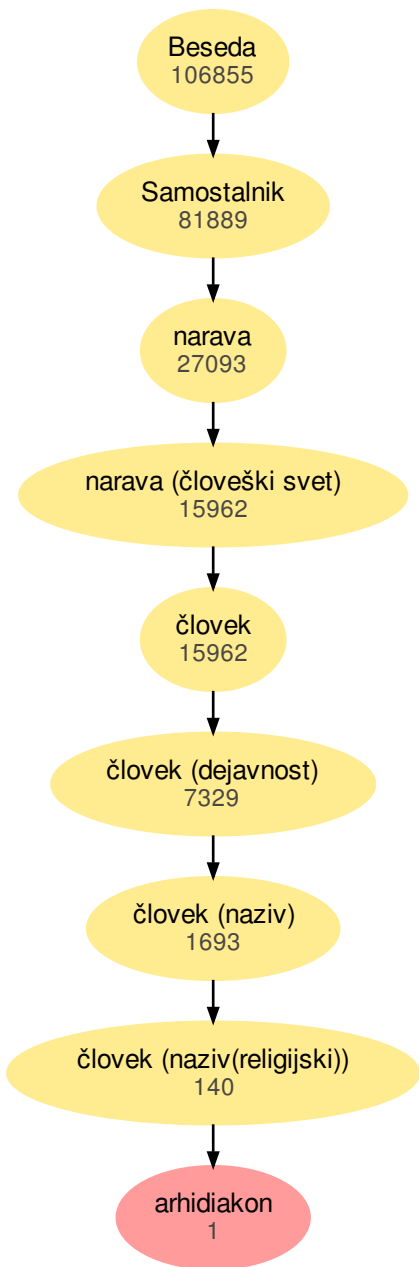 Beseda
106855
Samostalnik
81889
narava
27093
narava (človeški svet)
15962
človek
15962
človek (dejavnost)
7329
človek (naziv)
1693
človek (naziv(religijski))
140
arhidiakon
1